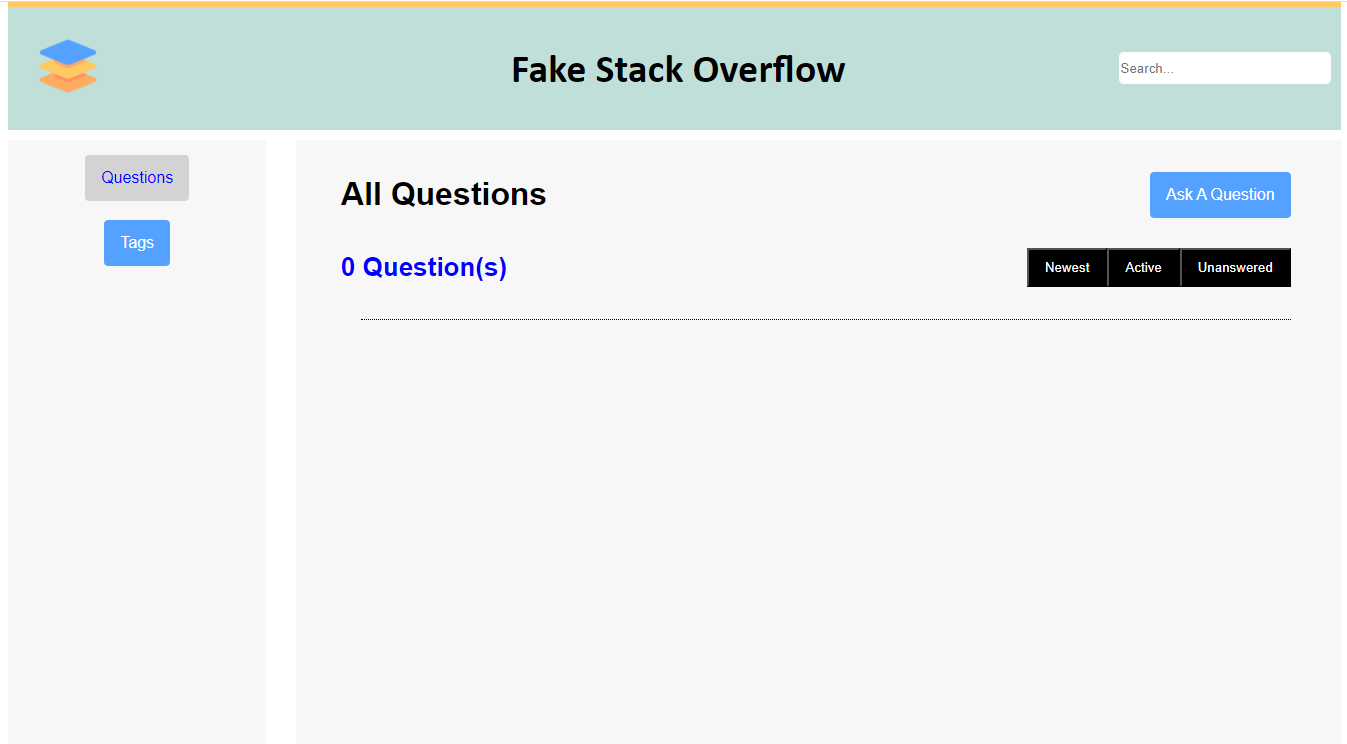 Fake Stack Overflow
Search...
Questions
Tags
All Questions
Ask A Question
0 Question(s)
Newest
Active
Unanswered